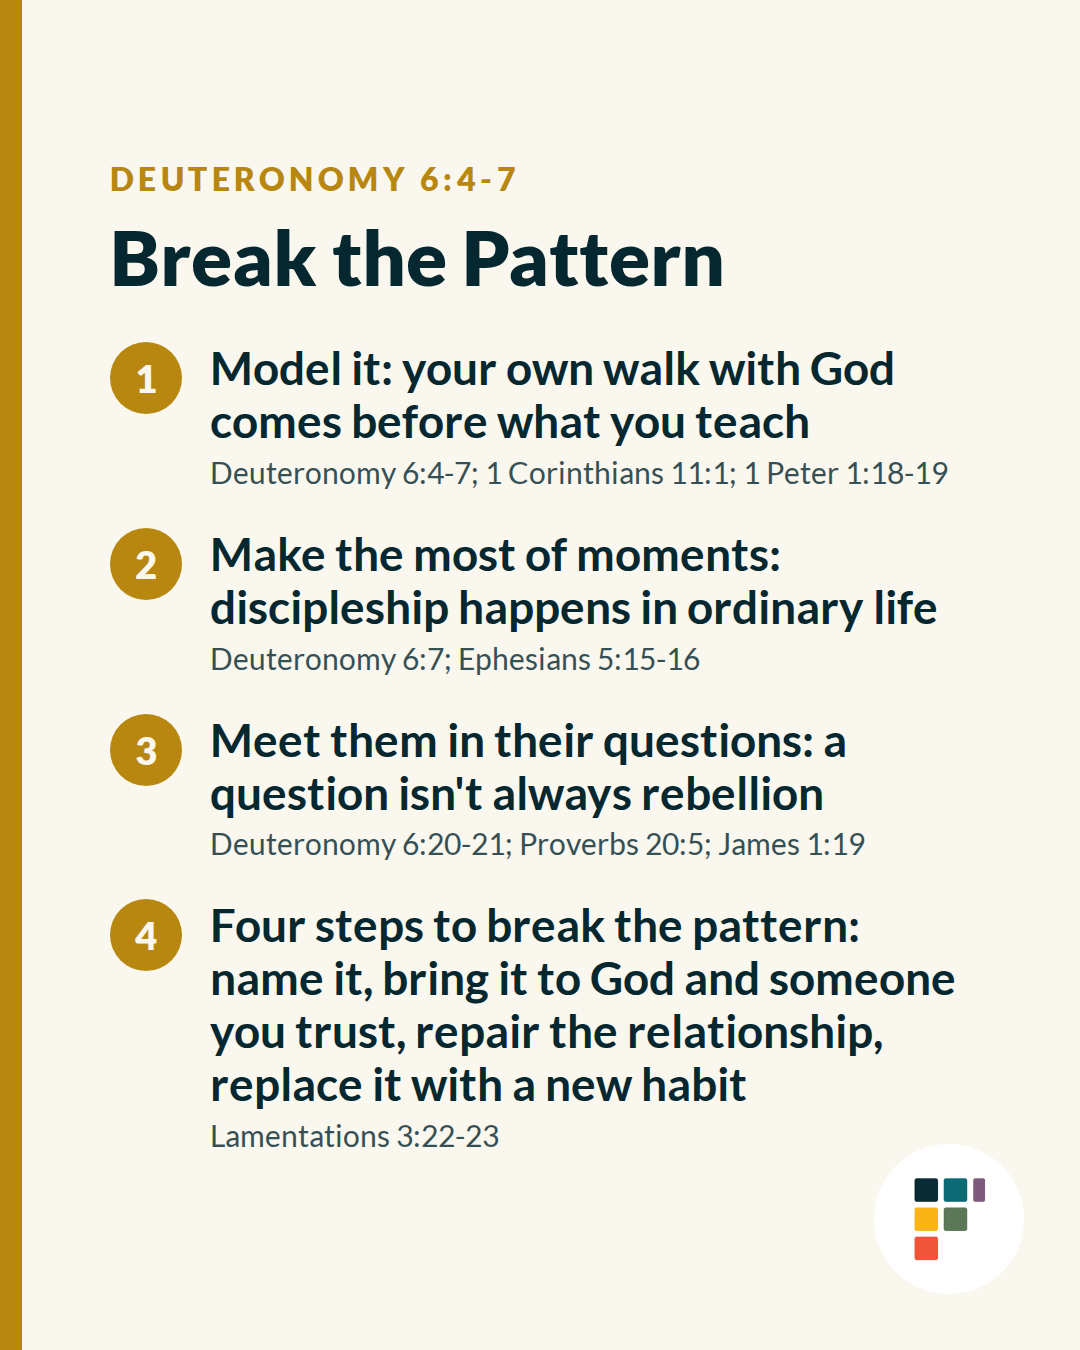 DEUTERONOMY 6:4-7
Break the Pattern
1
Model it: your own walk with God
comes before what you teach
Deuteronomy 6:4-7; 1 Corinthians 11:1; 1 Peter 1:18-19
2
Make the most of moments:
discipleship happens in ordinary life
Deuteronomy 6:7; Ephesians 5:15-16
3
Meet them in their questions: a
question isn't always rebellion
Deuteronomy 6:20-21; Proverbs 20:5; James 1:19
4
Four steps to break the pattern:
name it, bring it to God and someone
you trust, repair the relationship,
replace it with a new habit
Lamentations 3:22-23